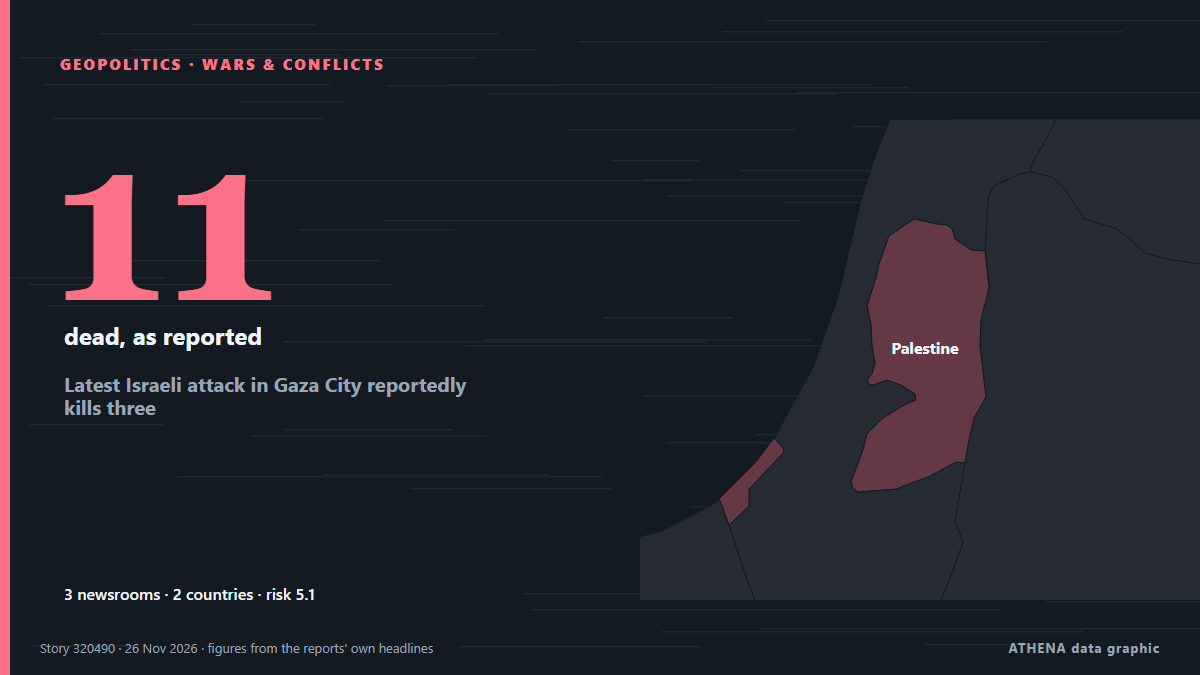 GEOPOLITICS · WARS & CONFLICTS
11
dead, as reported
Latest Israeli attack in Gaza City reportedly
kills three
Palestine
3 newsrooms · 2 countries · risk 5.1
Story 320490 · 26 Nov 2026 · figures from the reports' own headlines
ATHENA data graphic